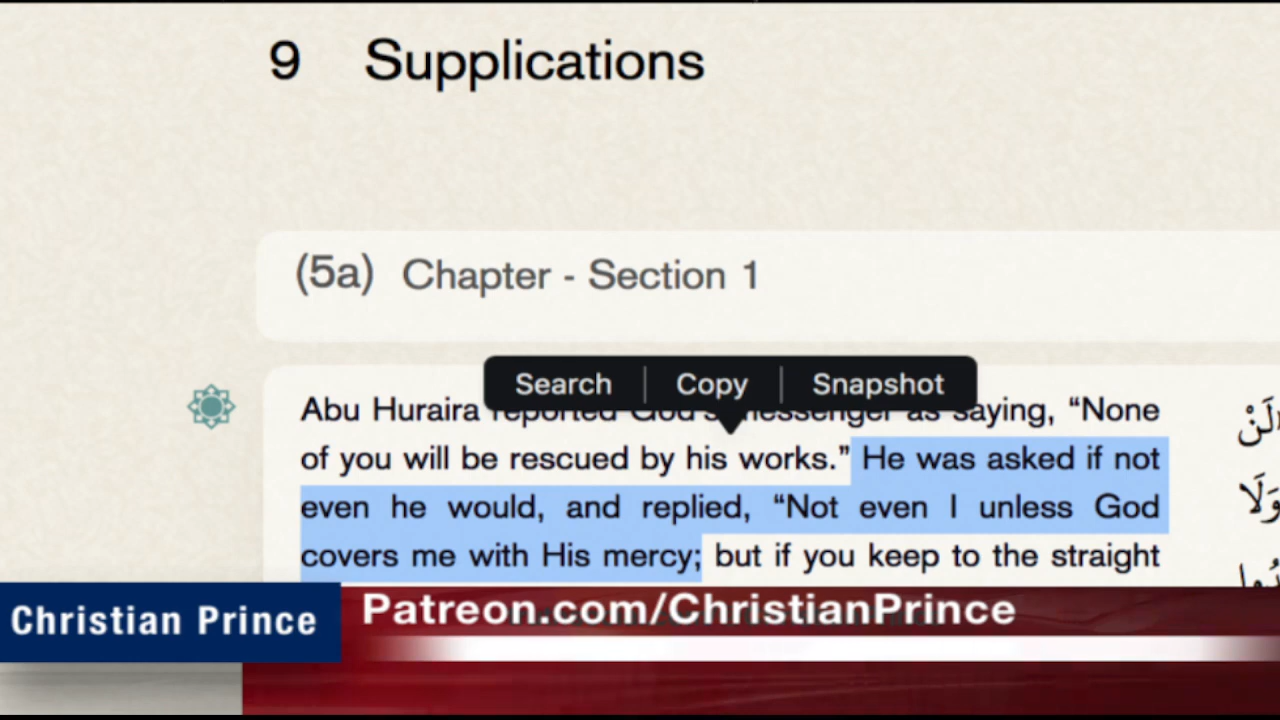 9 Supplications
(5a) Chapter - Section 1
Search Copy Snapshot
Abu Huraira reported God's messenger as saying, “None
of you will be rescued by his works.” He was asked if not
even he would, and replied, “Not even I unless God
covers me with His mercy; but if you keep to the straight
Christian Prince
Patreon.com/ChristianPrince